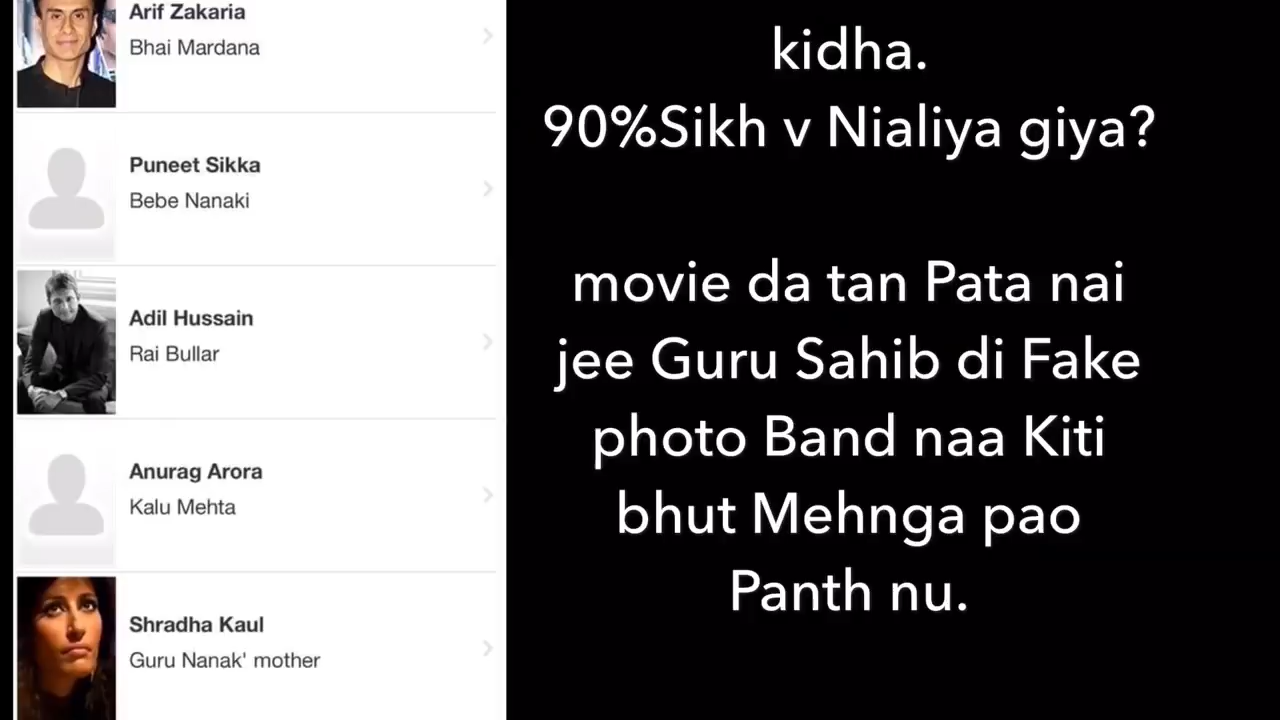 Arif Zakaria
Bhai Mardana
Puneet Sikka
Bebe Nanaki
Adil Hussain
Rai Bullar
Anurag Arora
Kalu Mehta
Shradha Kaul
Guru Nanak' mother
kidha.
90%Sikh v Nialiya giya?
movie da tan Pata nai
jee Guru Sahib di Fake
photo Band naa Kiti
bhut Mehnga pao
Panth nu.